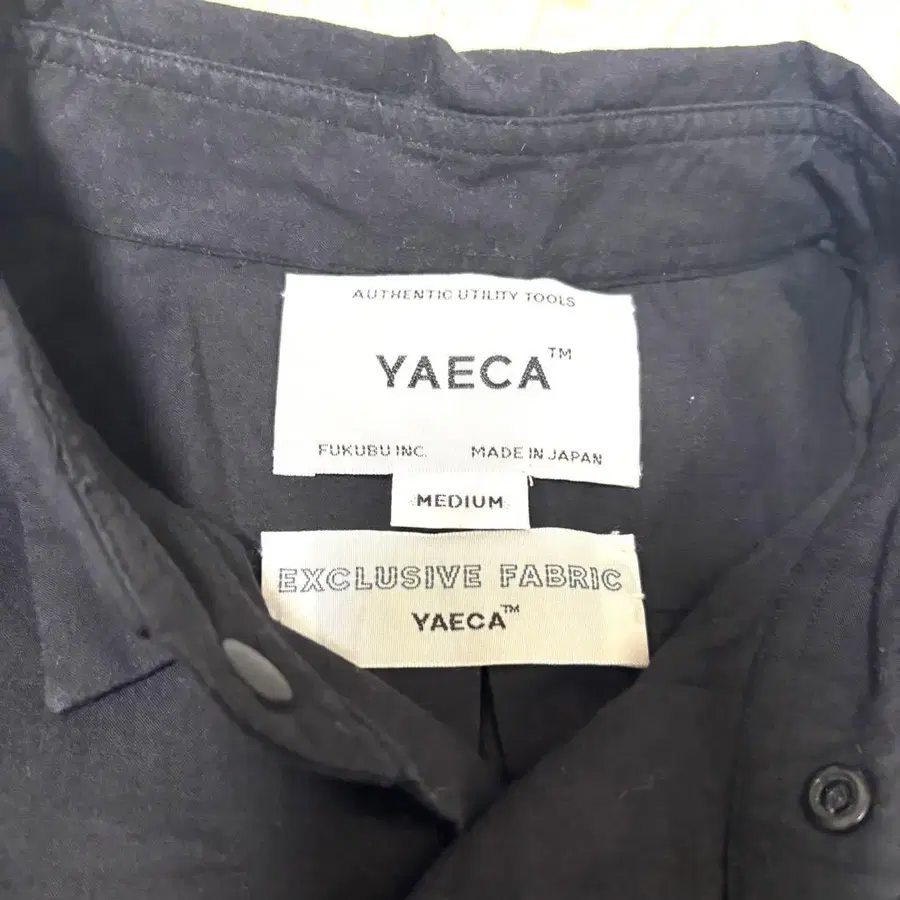 AUTHENTIC UTILITY TOOLS
YAECA™
FUKUBU INC. MADE IN JAPAN
MEDIUM
EXCLUSIVE FABRIC
YAECA™